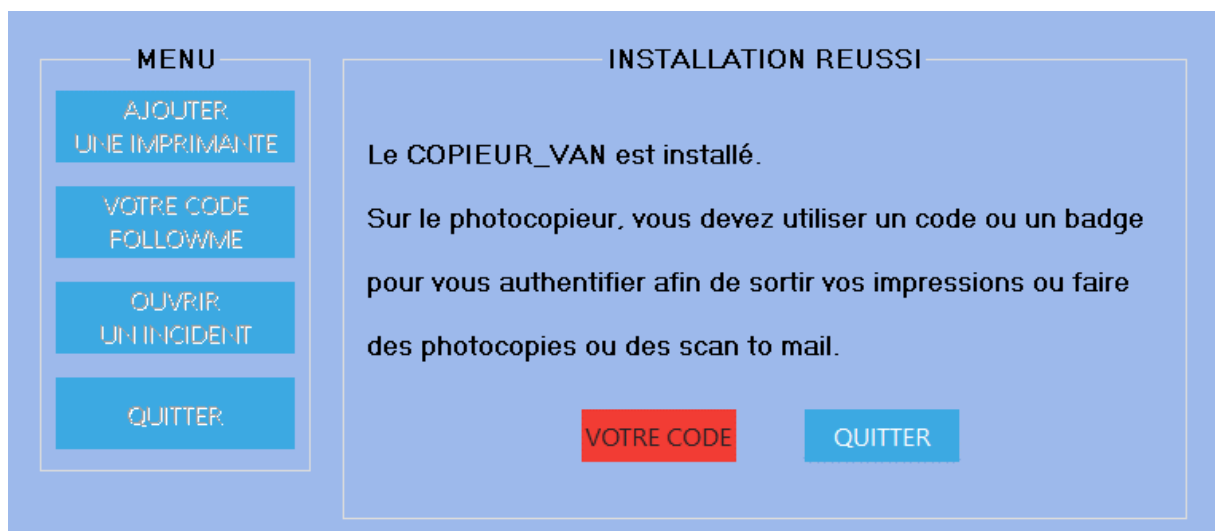 MENU
AJOUTER
UNE IMPRIMANTE
VOTRE CODE
FOLLOWME
OUVRIR
UN INCIDENT
QUITTER
INSTALLATION REUSSI
Le COPIEUR_VAN est installé.
Sur le photocopieur, vous devez utiliser un code ou un badge
pour vous authentifier afin de sortir vos impressions ou faire
des photocopies ou des scan to mail.
VOTRE CODE
QUITTER